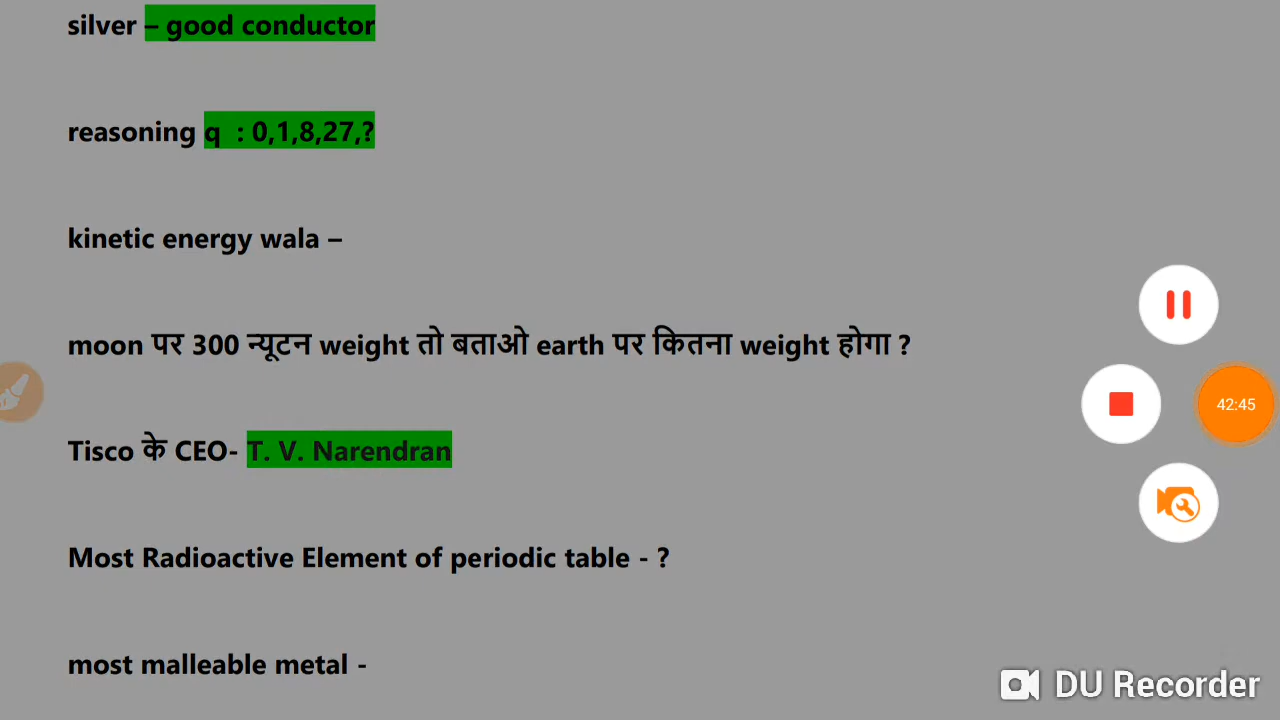 silver – good conductor
reasoning q : 0,1,8,27,?
kinetic energy wala –
moon पर 300 न्यूटन weight तो बताओ earth पर कितना weight होगा ?
42:45
Tisco के CEO- T. V. Narendran
Most Radioactive Element of periodic table - ?
most malleable metal -
DU Recorder